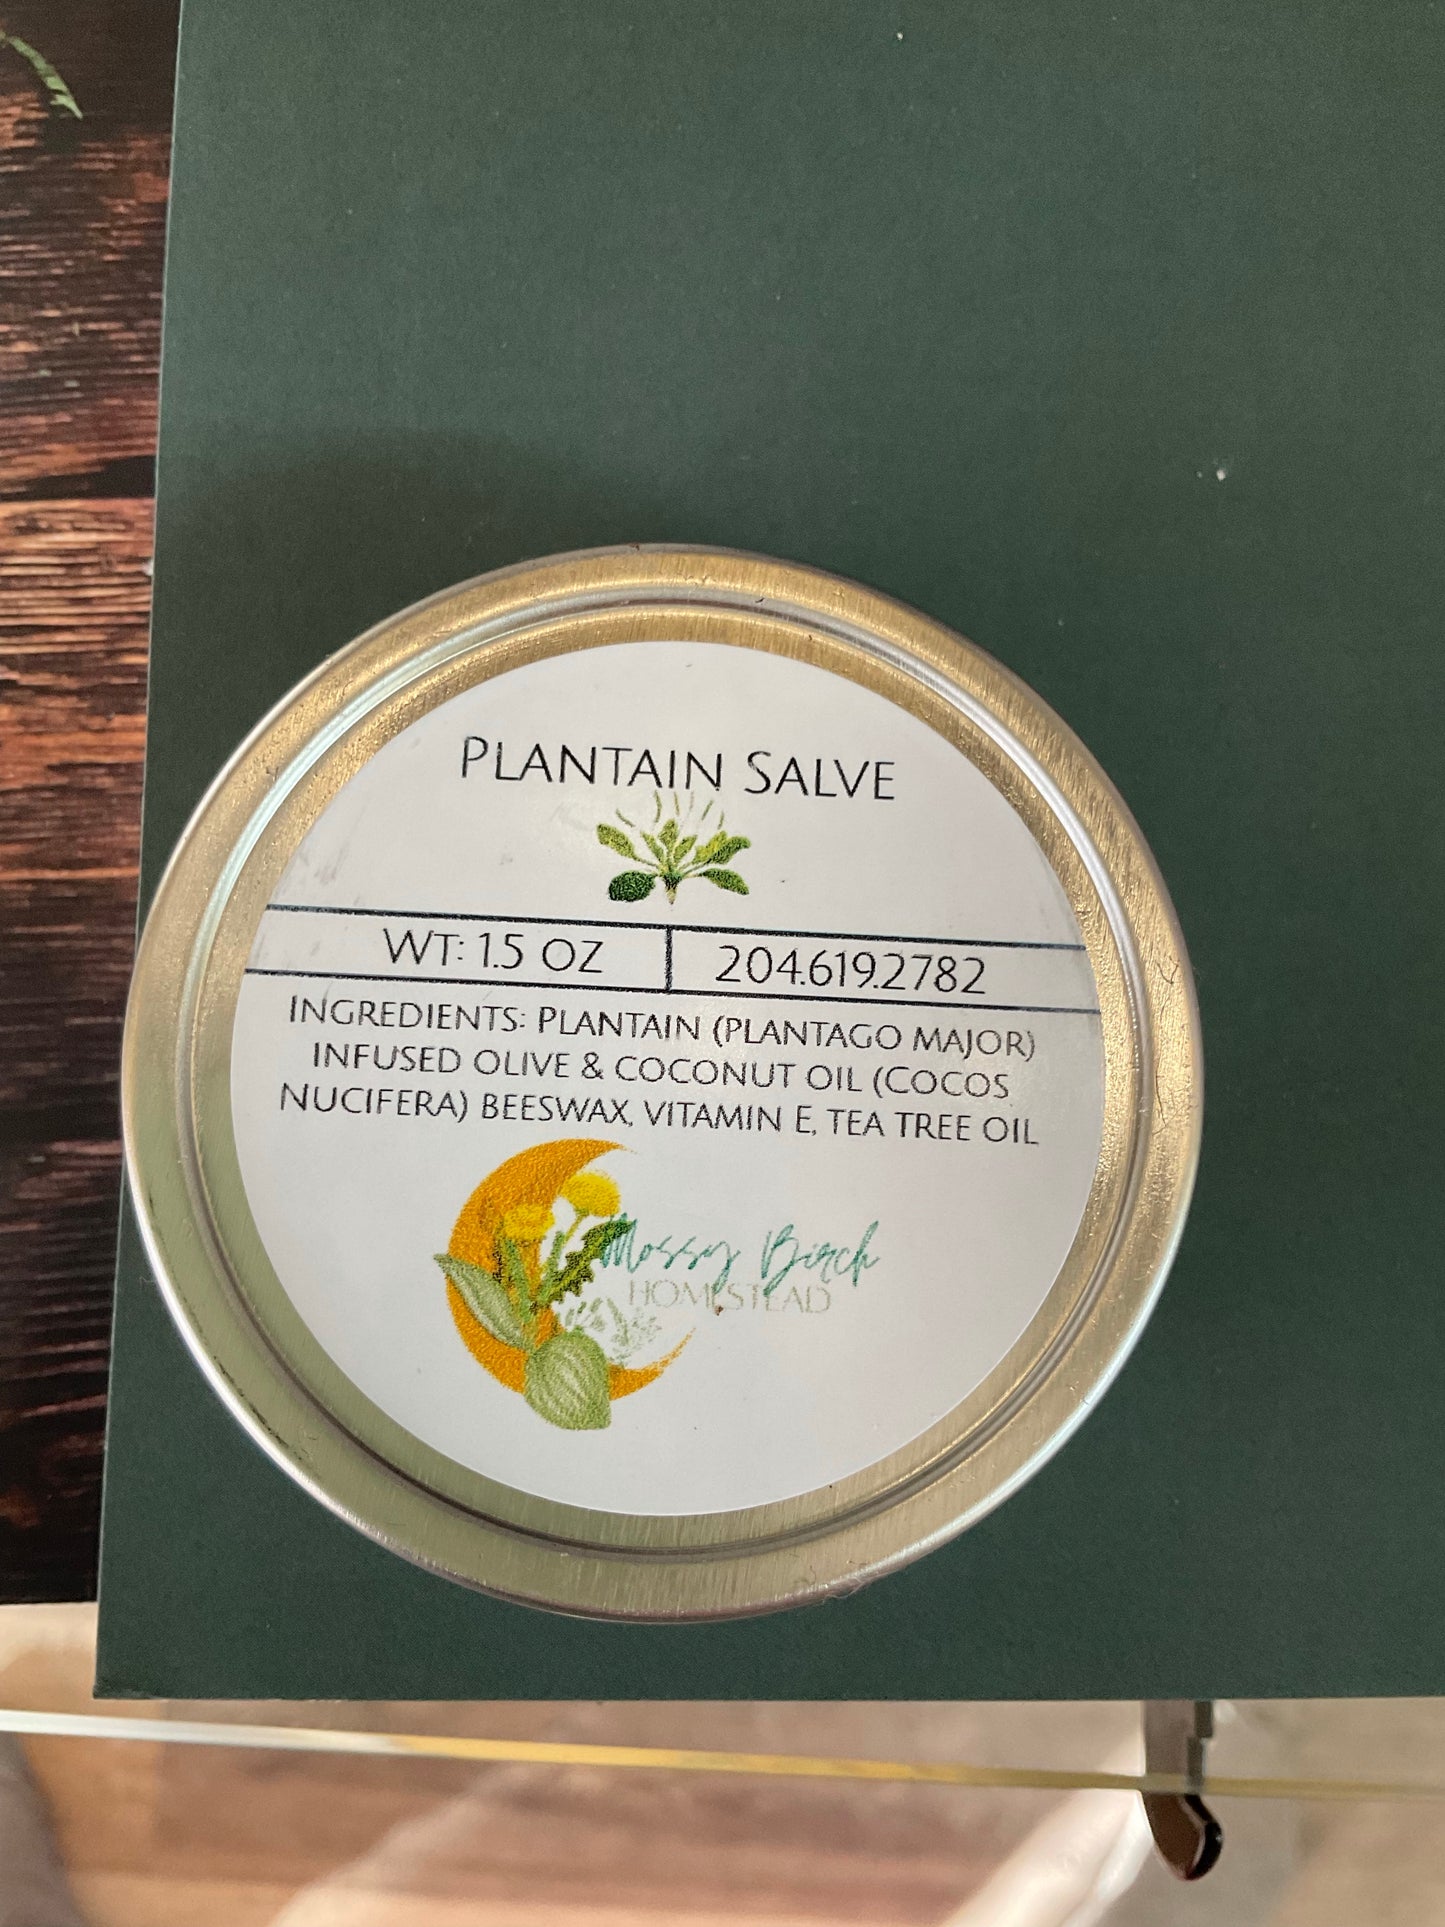 PLANTAIN SALVE
WT: 1.5 OZ
204.619.2782
INGREDIENTS: PLANTAIN (PLANTAGO MAJOR)
INFUSED OLIVE & COCONUT OIL (COCOS
NUCIFERA) BEESWAX, VITAMIN E, TEA TREE OIL
Mossy Birch
HOMESTEAD